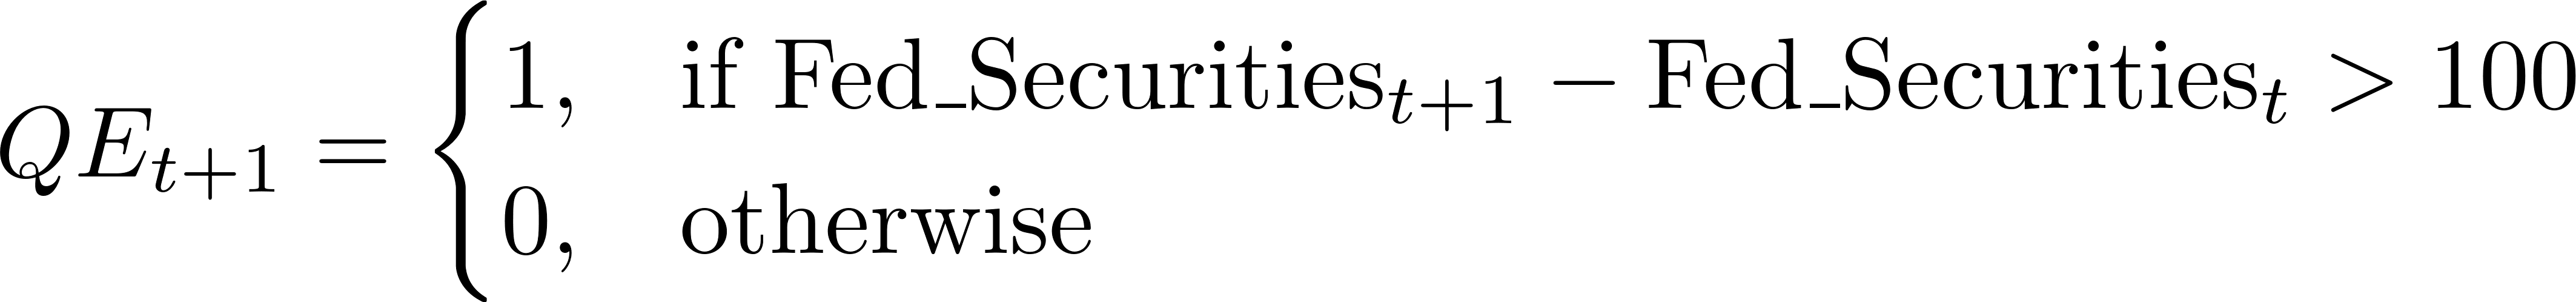 QE_{t+1} = { 1, if Fed_Securities_{t+1} − Fed_Securities_t > 100
0, otherwise